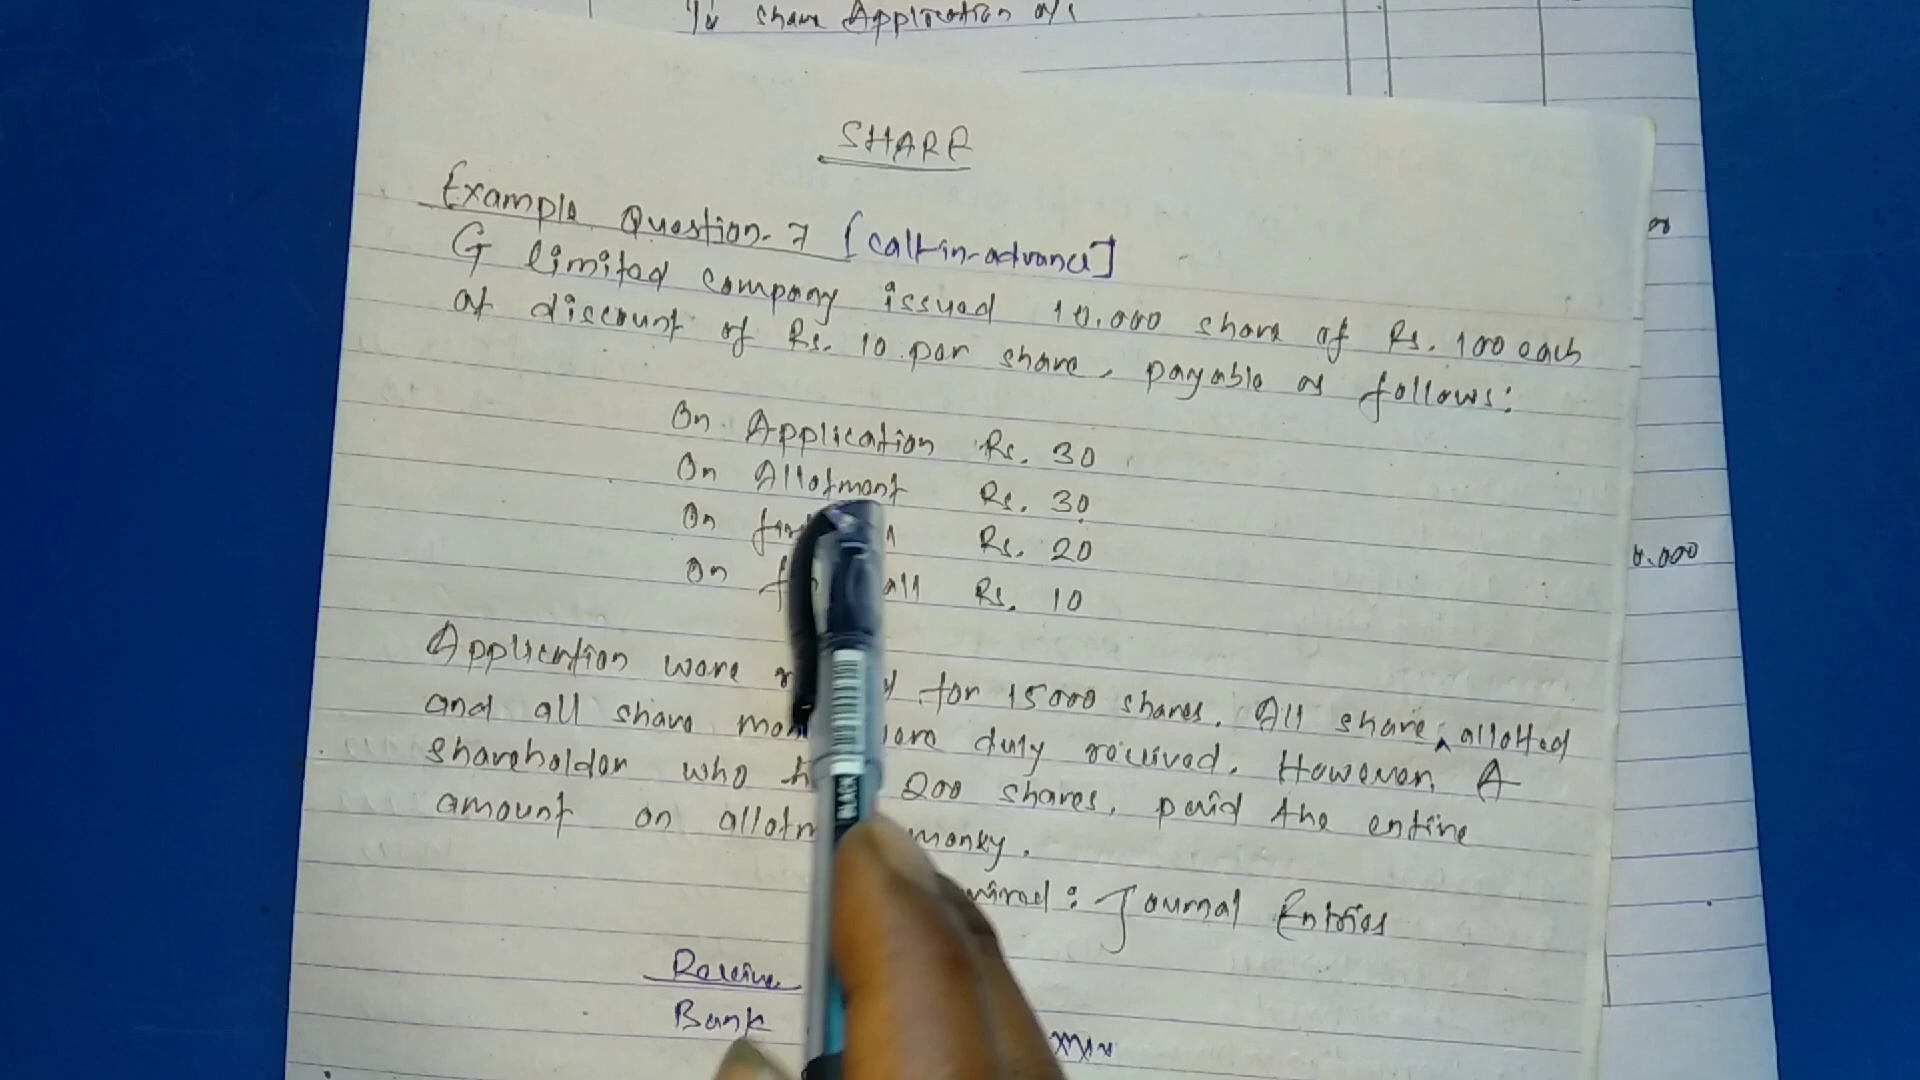 To share Application a/c
SHARE
Example Question-7 [call-in-advance]
G limited company issued 10,000 share of Rs. 100 each
at discount of Rs. 10 per share, payable as follows:
On Application Rs. 30
On Allotment Rs. 30
On Rs. 20
On Rs. 10
Application were for 15000 shares. All share allotted
and all share were duly received. However, A
shareholder who 200 shares, paid the entire
amount on money.
Journal Entries
Receive
Bank